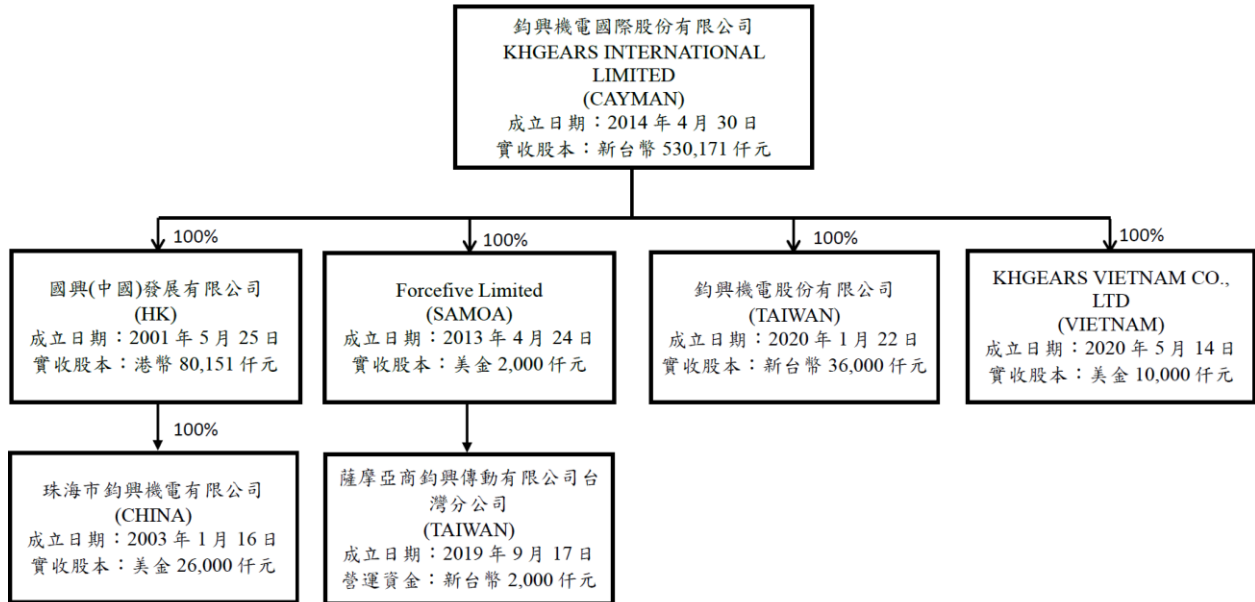 鈞興機電國際股份有限公司
KHGEARS INTERNATIONAL
LIMITED
(CAYMAN)
成立日期：2014 年 4 月 30 日
實收股本：新台幣 530,171 仟元
100%
100%
100%
100%
國興(中國)發展有限公司
(HK)
成立日期：2001 年 5 月 25 日
實收股本：港幣 80,151 仟元
Forcefive Limited
(SAMOA)
成立日期：2013 年 4 月 24 日
實收股本：美金 2,000 仟元
鈞興機電股份有限公司
(TAIWAN)
成立日期：2020 年 1 月 22 日
實收股本：新台幣 36,000 仟元
KHGEARS VIETNAM CO.,
LTD
(VIETNAM)
成立日期：2020 年 5 月 14 日
實收股本：美金 10,000 仟元
100%
珠海市鈞興機電有限公司
(CHINA)
成立日期：2003 年 1 月 16 日
實收股本：美金 26,000 仟元
薩摩亞商鈞興傳動有限公司台
灣分公司
(TAIWAN)
成立日期：2019 年 9 月 17 日
營運資金：新台幣 2,000 仟元